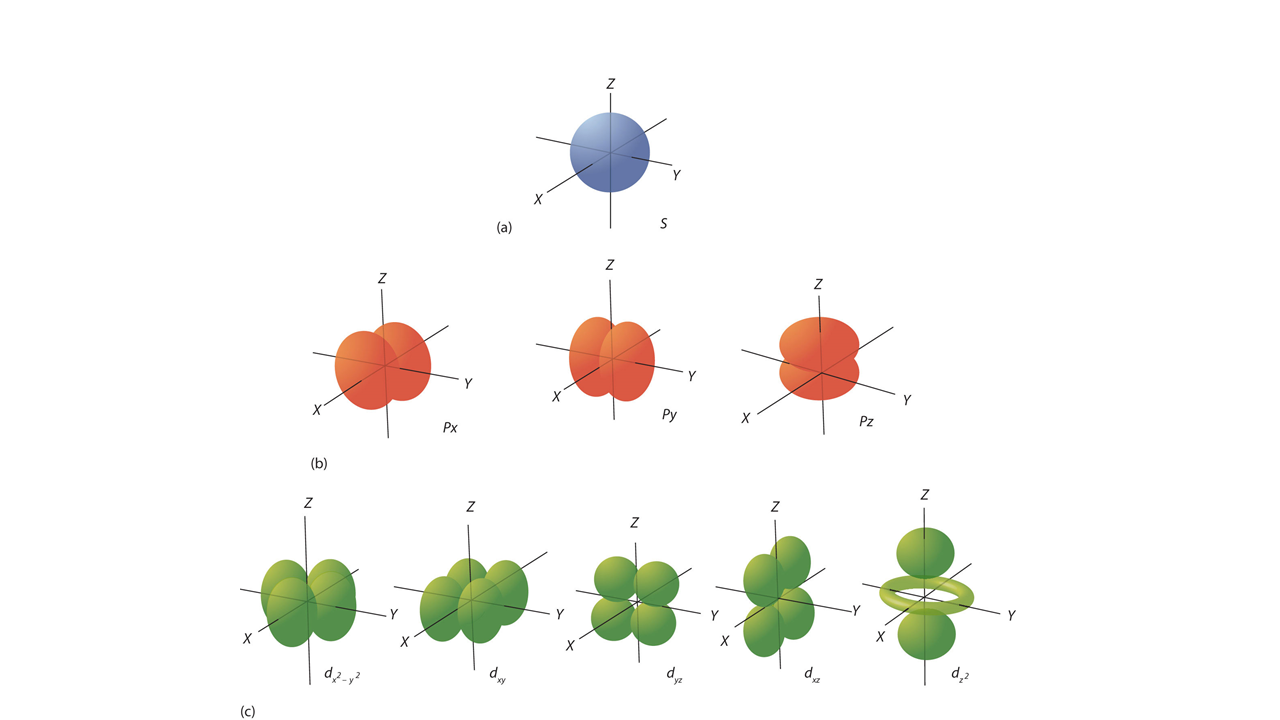 Z
Y
X
S
(a)
Z
Y
X
Px
Z
Y
X
Py
Z
Y
X
Pz
(b)
Z
Y
X
dx² – y²
Z
Y
X
dxy
Z
Y
X
dyz
Z
Y
X
dxz
Z
Y
X
dz²
(c)